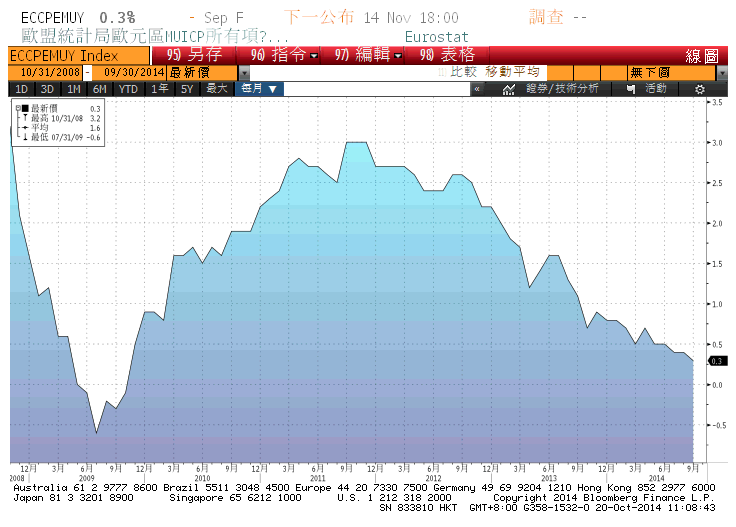 ECCPEMUY 0.3% - Sep F 下一公布 14 Nov 18:00 調查 --
歐盟統計局歐元區MUICP所有項?... Eurostat
ECCPEMUY Index 95) 另存 96) 指令 97) 編輯 98) 表格 線圖
10/31/2008 - 09/30/2014 最新價 比較 移動平均 無下價
1D 3D 1M 6M YTD 1年 5Y 最大 每月 ▼ « 證券/技術分析 活動
最新價 0.3
最高 10/31/08 3.2
平均 1.6
最低 07/31/09 -0.6
3.5
3.0
2.5
2.0
1.5
1.0
0.5
0.3
0.0
-0.5
12月 3月 6月 9月 12月 3月 6月 9月 12月 3月 6月 9月 12月 3月 6月 9月 12月 3月 6月 9月 12月 3月 6月 9月
2008 2009 2010 2011 2012 2013 2014
Australia 61 2 9777 8600 Brazil 5511 3048 4500 Europe 44 20 7330 7500 Germany 49 69 9204 1210 Hong Kong 852 2977 6000
Japan 81 3 3201 8900 Singapore 65 6212 1000 U.S. 1 212 318 2000 Copyright 2014 Bloomberg Finance L.P.
SN 833810 HKT GMT+8:00 G358-1532-0 20-Oct-2014 11:08:43